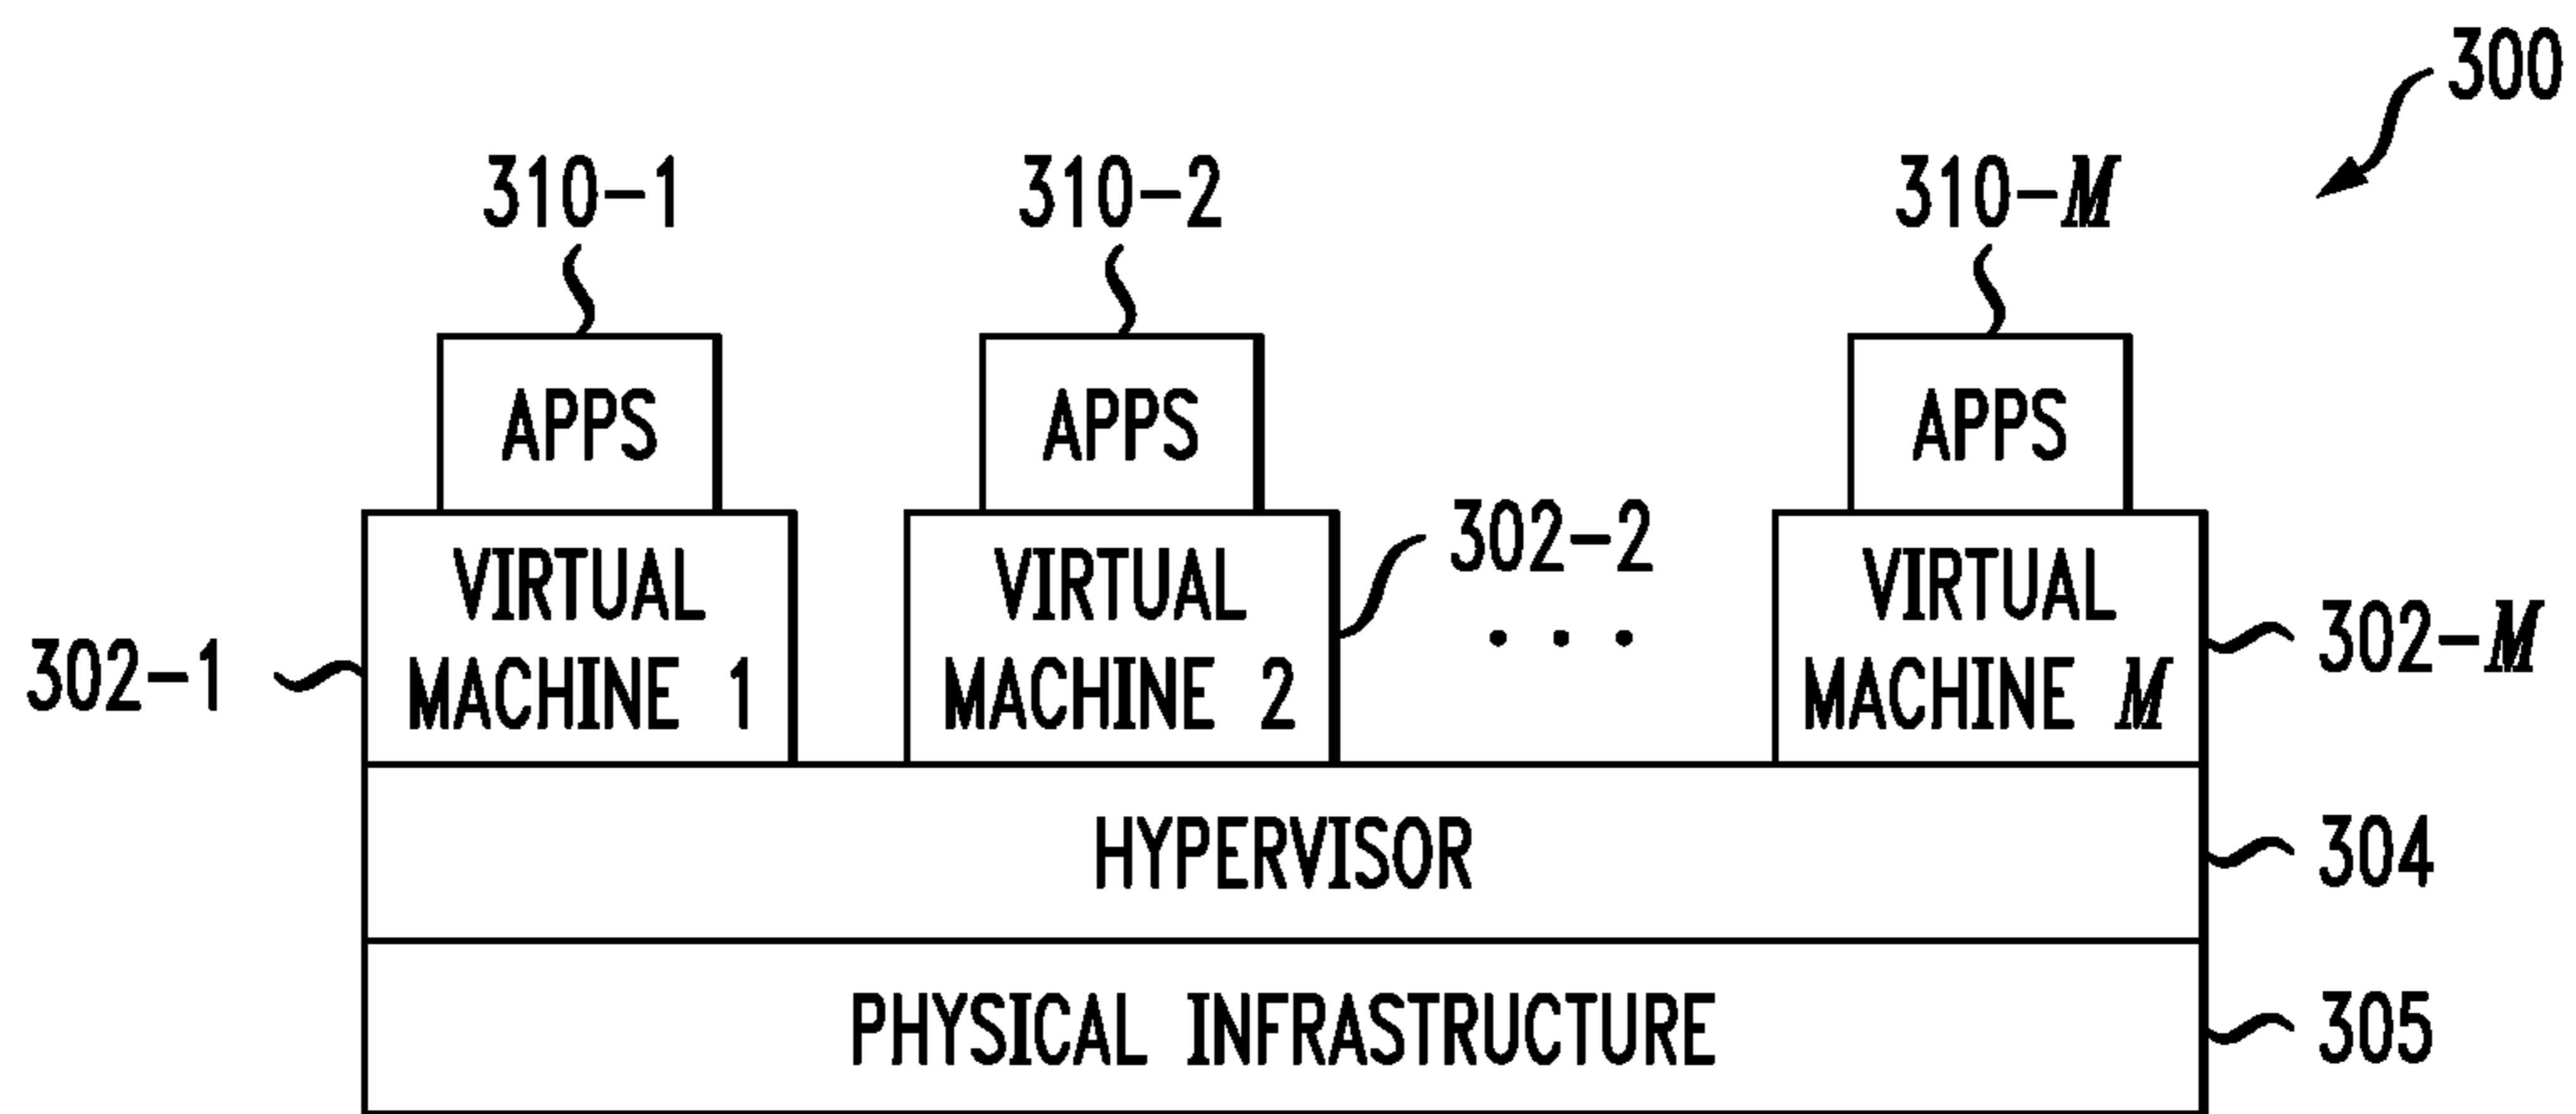 300
310-1 310-2 310-M
APPS APPS APPS
302-2
VIRTUAL VIRTUAL VIRTUAL
302-M
302-1
MACHINE 1 MACHINE 2 MACHINE M
. . .
HYPERVISOR
304
PHYSICAL INFRASTRUCTURE
305